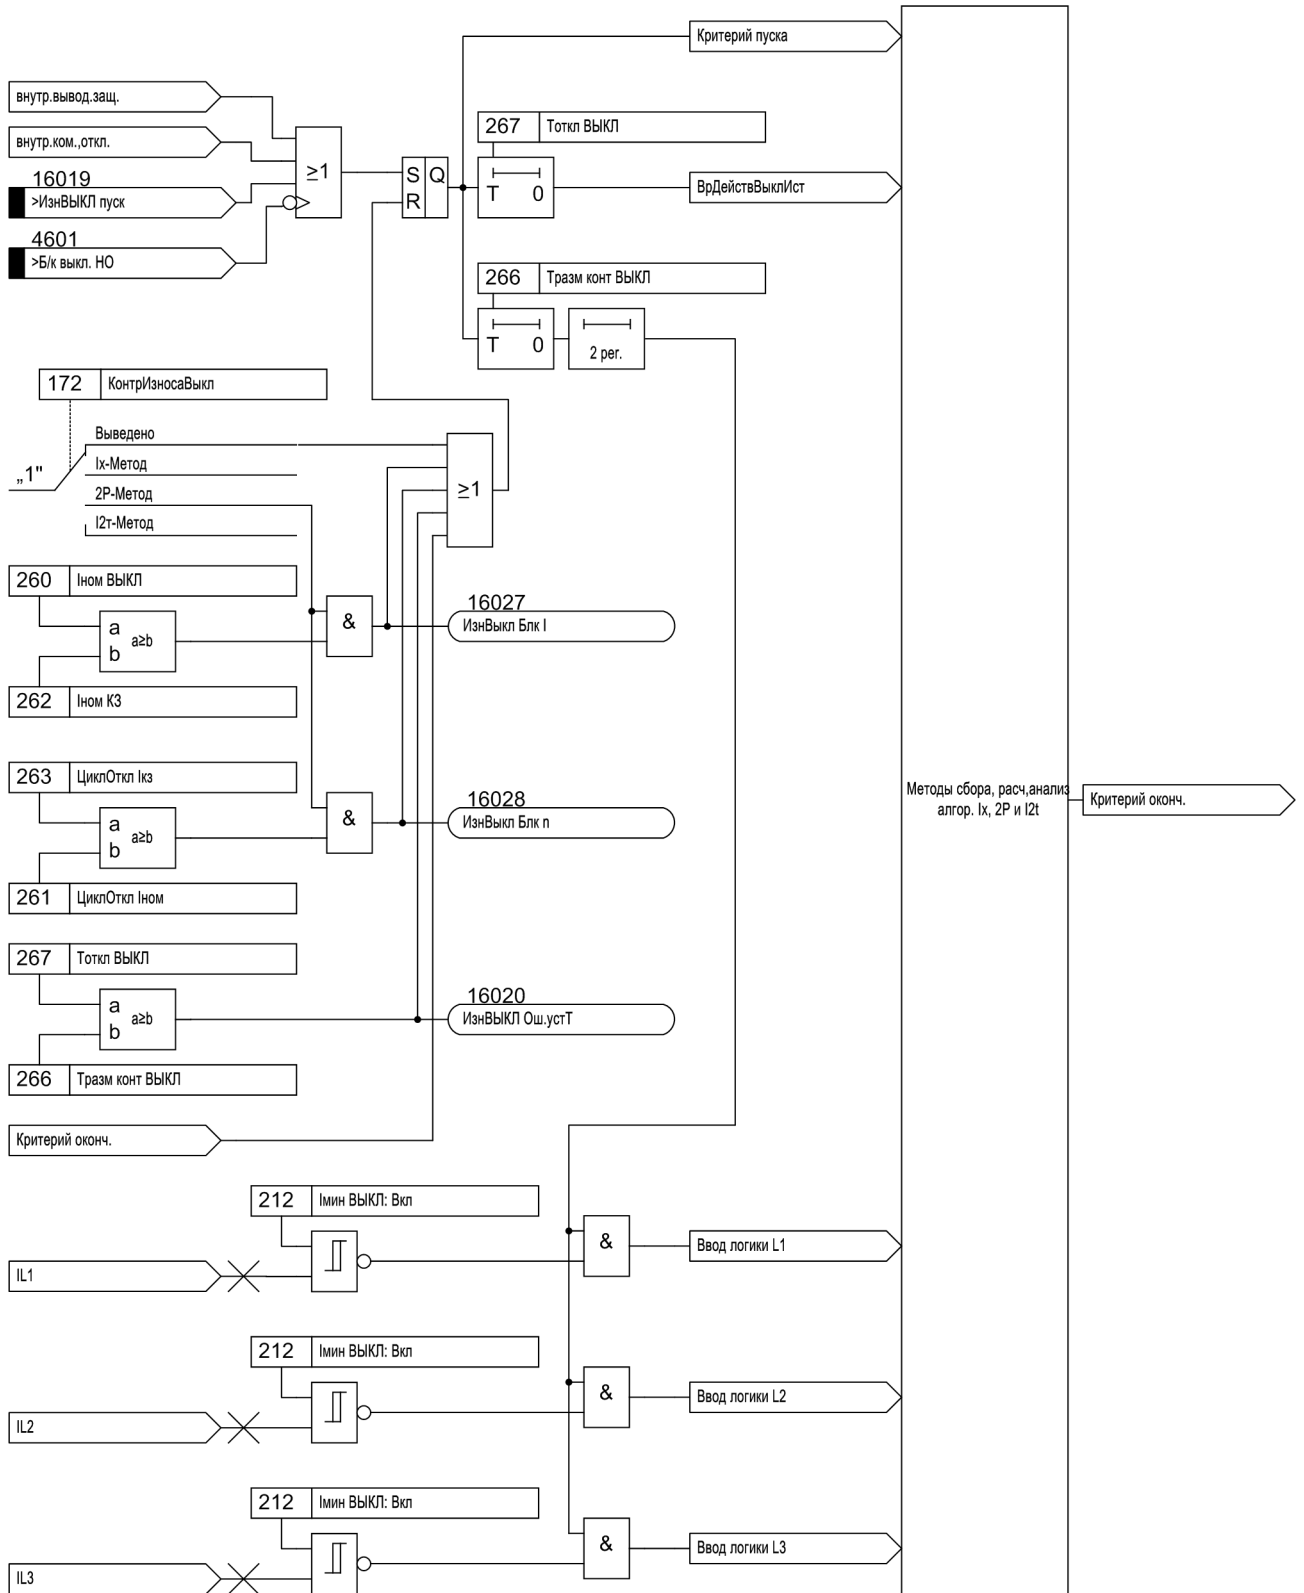 Критерий пуска
внутр.вывод.защ.
267 Тоткл ВЫКЛ
внутр.ком.,откл.
≥1
S Q
R
T 0
ВрДействВыклИст
16019
>ИзнВЫКЛ пуск
4601
>Б/к выкл. НО
266 Тразм конт ВЫКЛ
T 0
2 рег.
172 КонтрИзносаВыкл
„1"
Выведено
Ix-Метод
2P-Метод
I2т-Метод
≥1
260 Iном ВЫКЛ
a
b
a≥b
&
16027
ИзнВыкл Блк I
262 Iном КЗ
263 ЦиклОткл Iкз
a
b
a≥b
&
16028
ИзнВыкл Блк n
Методы сбора, расч,анализ
алгор. Ix, 2P и I2t
Критерий оконч.
261 ЦиклОткл Iном
267 Тоткл ВЫКЛ
a
b
a≥b
16020
ИзнВЫКЛ Ош.устТ
266 Тразм конт ВЫКЛ
Критерий оконч.
212 Iмин ВЫКЛ: Вкл
IL1
&
Ввод логики L1
212 Iмин ВЫКЛ: Вкл
IL2
&
Ввод логики L2
212 Iмин ВЫКЛ: Вкл
IL3
&
Ввод логики L3